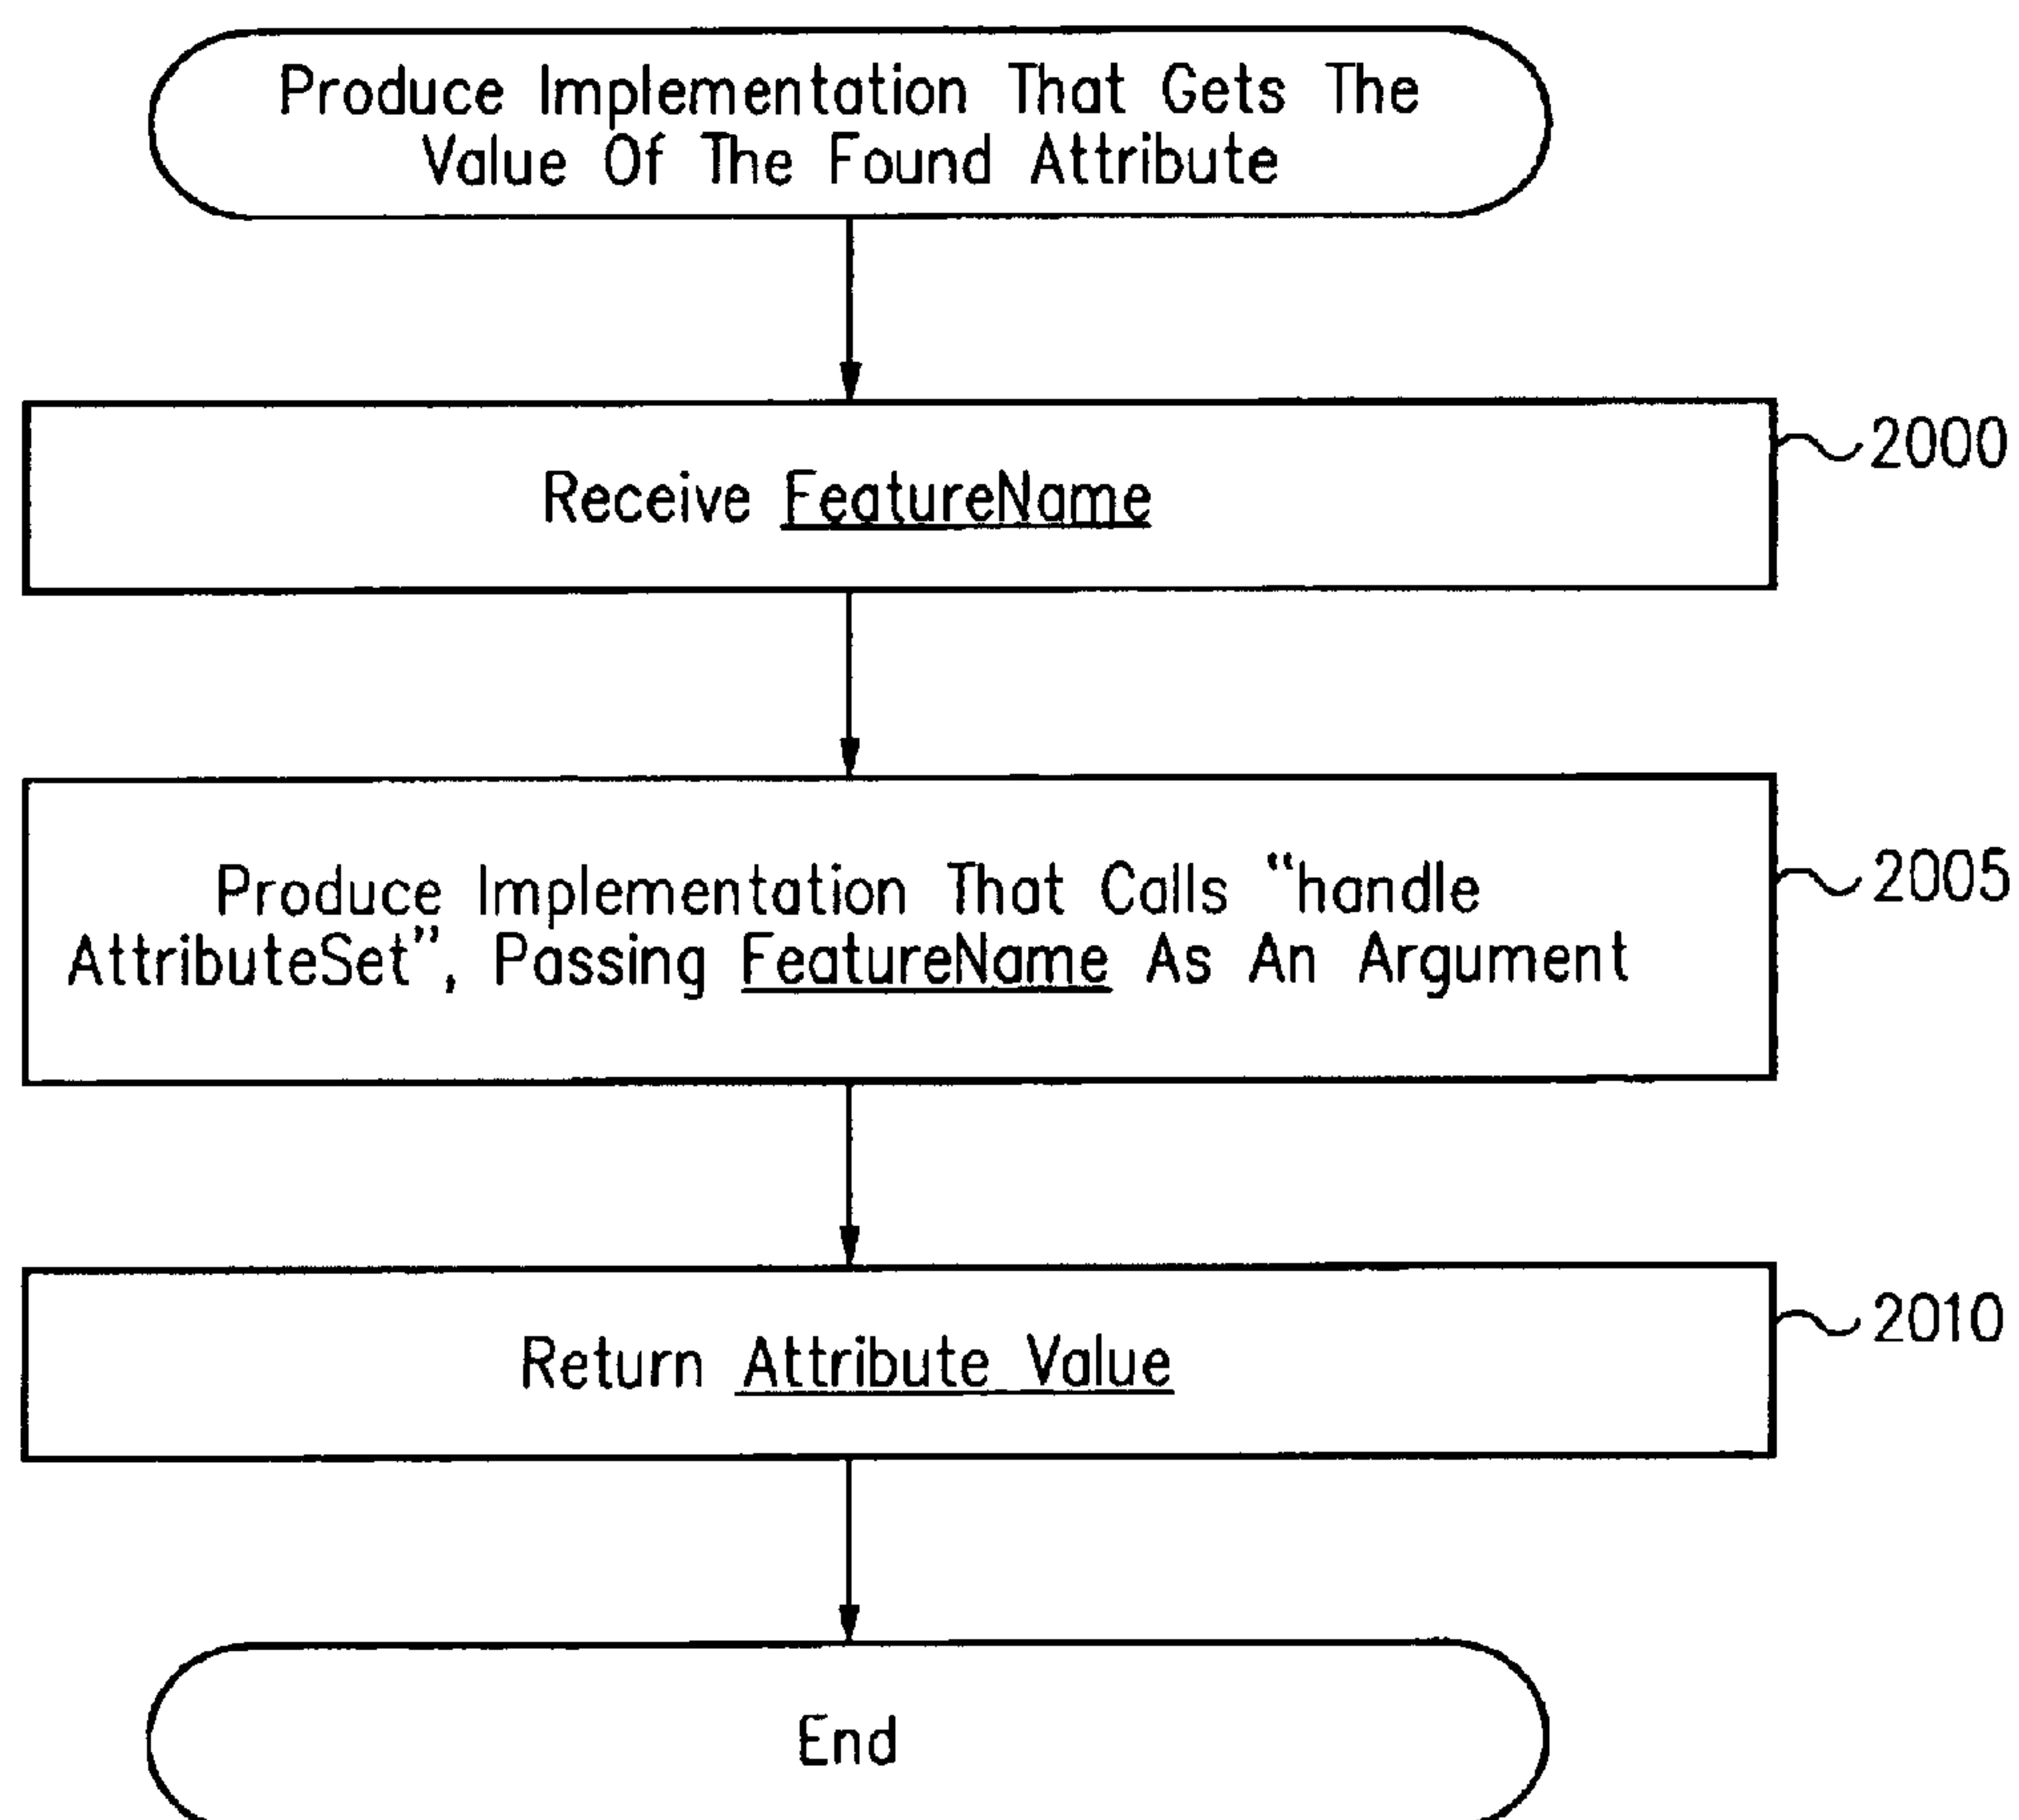 Produce Implementation That Gets The
Value Of The Found Attribute
Receive FeatureName
2000
Produce Implementation That Calls “handle
AttributeSet”, Passing FeatureName As An Argument
2005
Return Attribute Value
2010
End